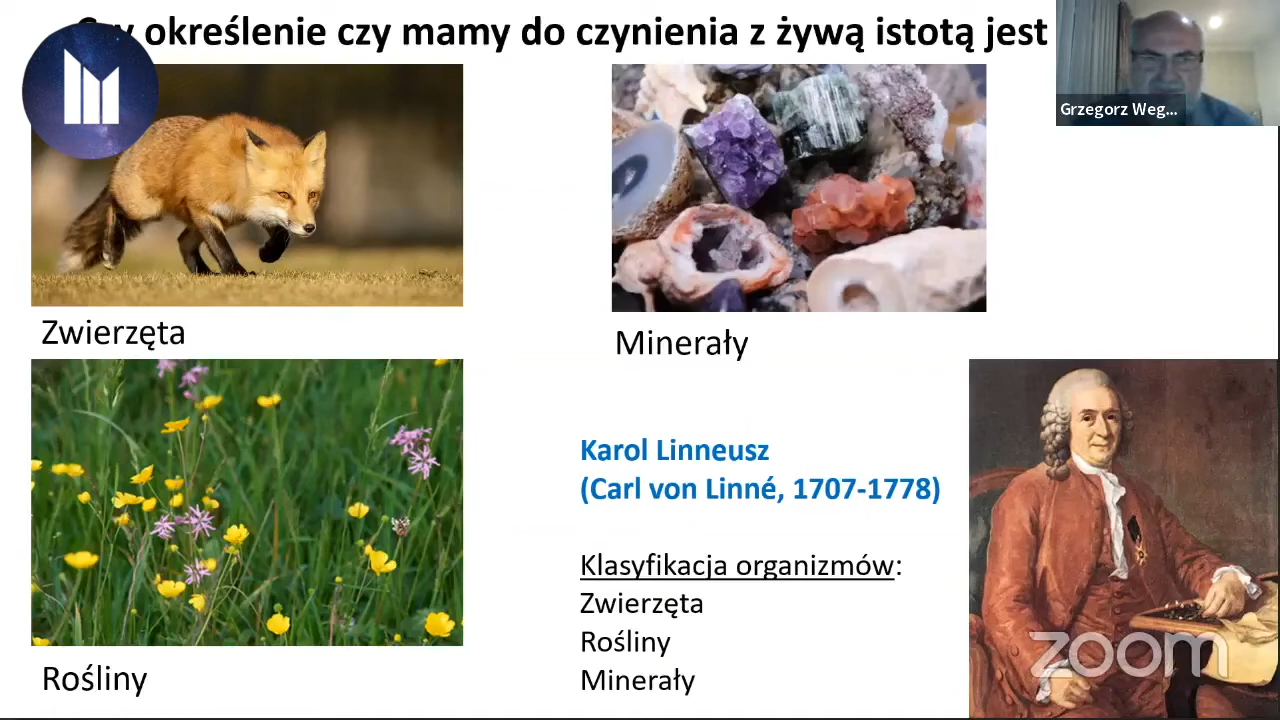 określenie czy mamy do czynienia z żywą istotą jest
Grzegorz Weg...
Zwierzęta
Minerały
Karol Linneusz
(Carl von Linné, 1707-1778)
Klasyfikacja organizmów:
Zwierzęta
Rośliny
Minerały
Rośliny
zoom